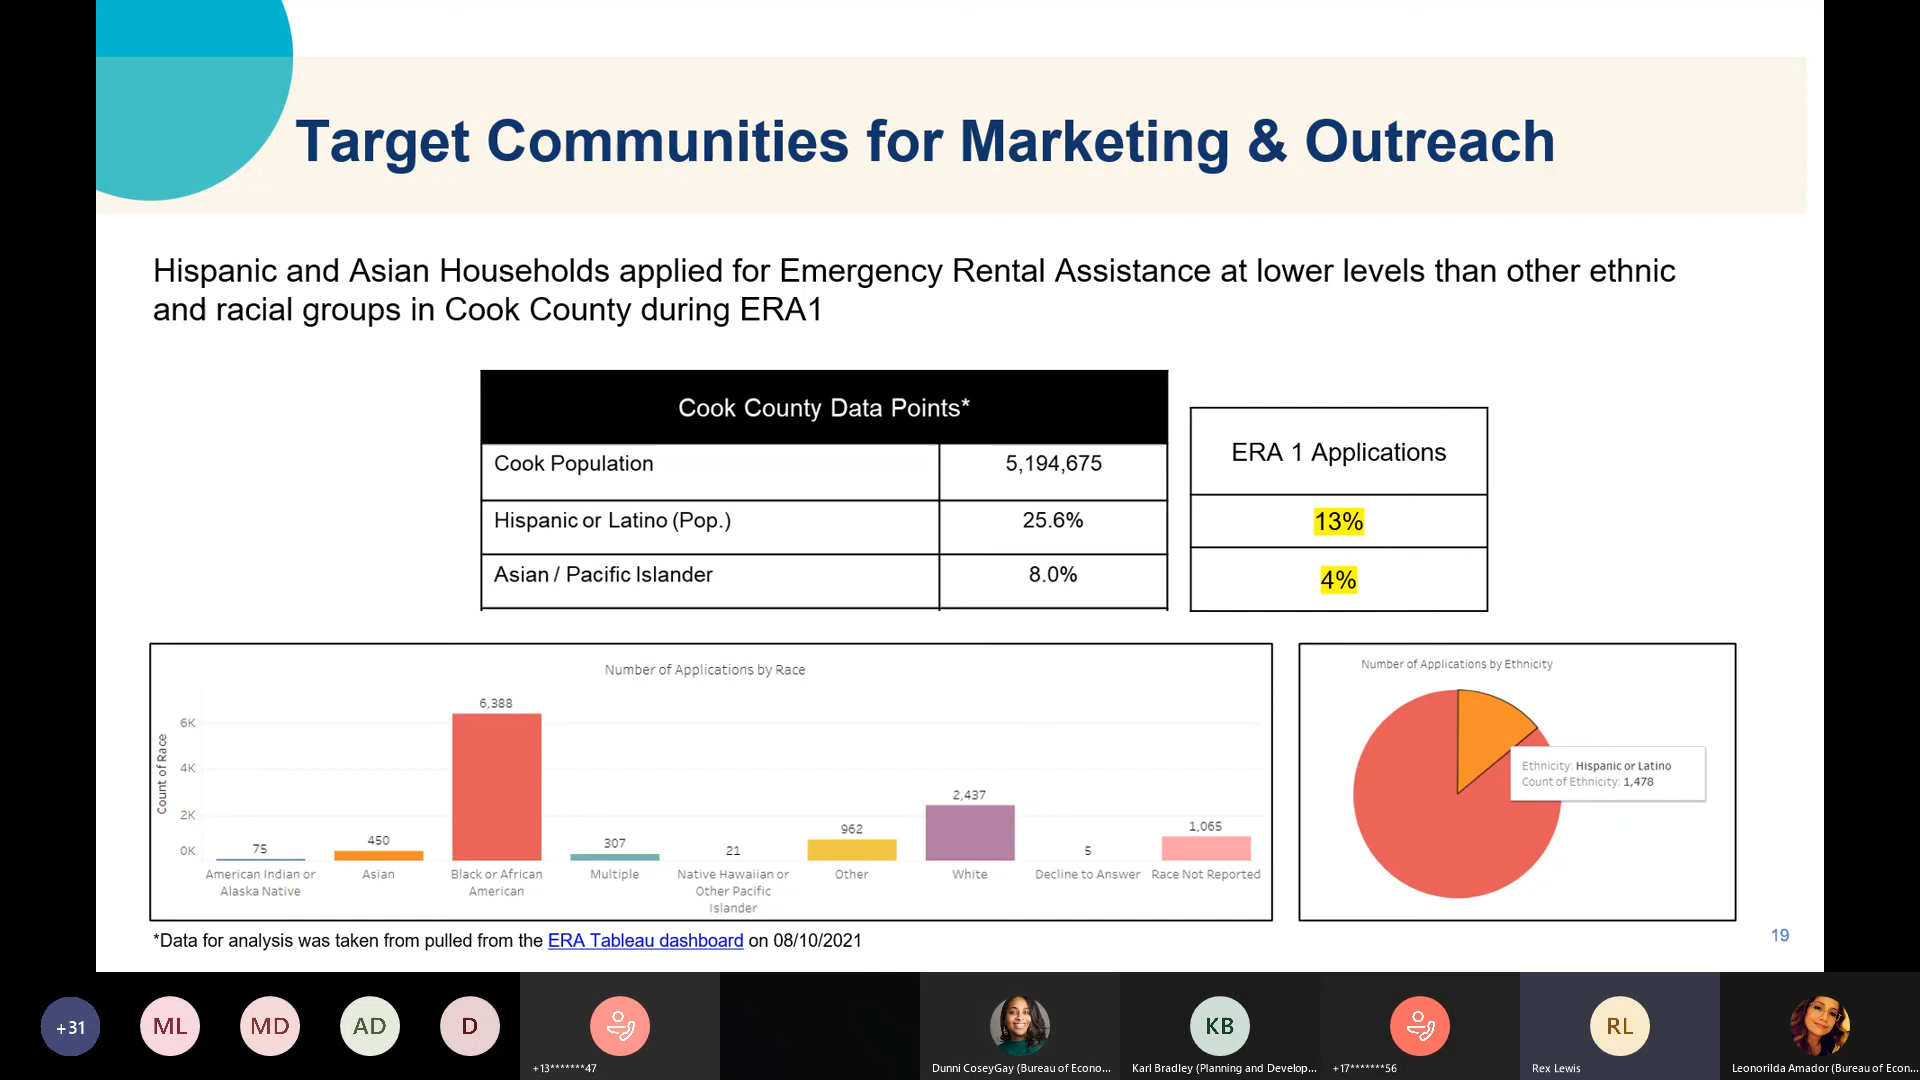 Target Communities for Marketing & Outreach
Hispanic and Asian Households applied for Emergency Rental Assistance at lower levels than other ethnic
and racial groups in Cook County during ERA1
Cook County Data Points*
Cook Population 5,194,675
Hispanic or Latino (Pop.) 25.6%
Asian / Pacific Islander 8.0%
ERA 1 Applications
13%
4%
Number of Applications by Race
Count of Race
6K
4K
2K
0K
75
450
6,388
307
21
962
2,437
5
1,065
American Indian or
Alaska Native
Asian
Black or African
American
Multiple
Native Hawaiian or
Other Pacific
Islander
Other
White
Decline to Answer
Race Not Reported
Number of Applications by Ethnicity
Ethnicity: Hispanic or Latino
Count of Ethnicity: 1,478
*Data for analysis was taken from pulled from the ERA Tableau dashboard on 08/10/2021
19
+31
ML
MD
AD
D
+13*******47
Dunni CoseyGay (Bureau of Econo...
KB
Karl Bradley (Planning and Develop...
+17*******56
RL
Rex Lewis
Leonorilda Amador (Bureau of Econ...